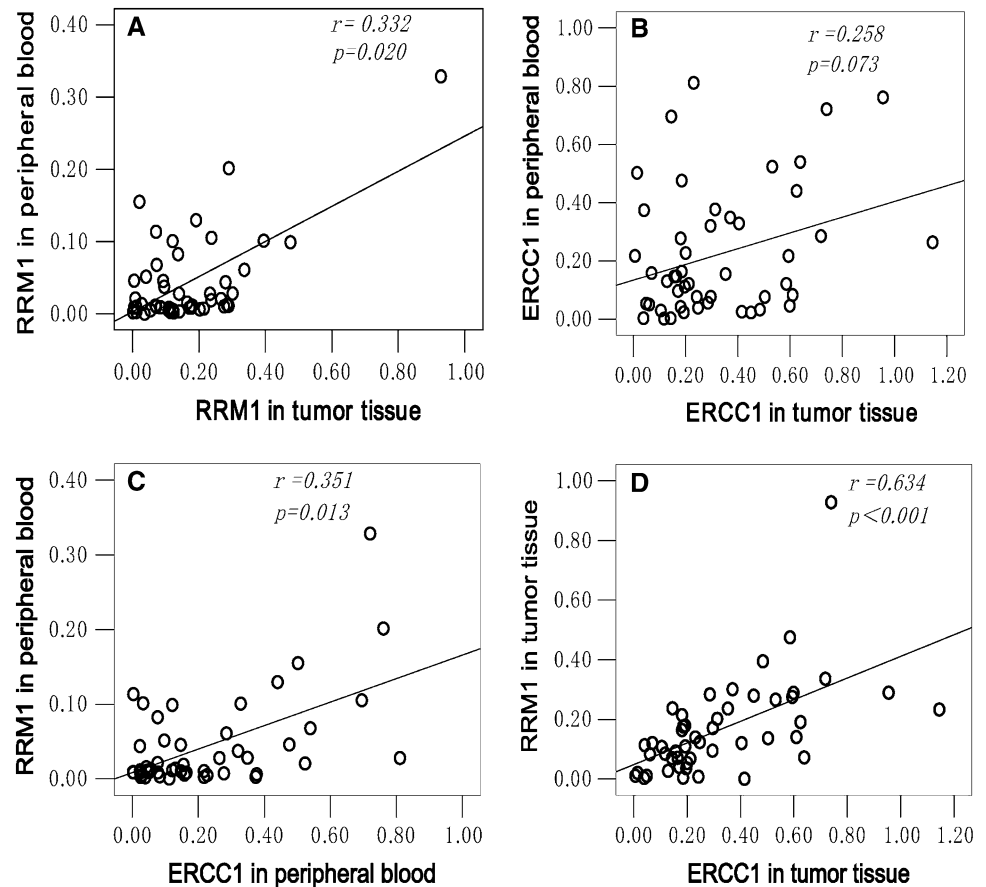 A
r= 0.332
p=0.020
0.40
0.30
0.20
0.10
0.00
RRM1 in peripheral blood
0.00 0.20 0.40 0.60 0.80 1.00
RRM1 in tumor tissue
B
r =0.258
p=0.073
1.00
0.80
0.60
0.40
0.20
0.00
ERCC1 in peripheral blood
0.00 0.20 0.40 0.60 0.80 1.00 1.20
ERCC1 in tumor tissue
C
r =0.351
p=0.013
0.40
0.30
0.20
0.10
0.00
RRM1 in peripheral blood
0.00 0.20 0.40 0.60 0.80 1.00
ERCC1 in peripheral blood
D
r =0.634
p<0.001
1.00
0.80
0.60
0.40
0.20
0.00
RRM1 in tumor tissue
0.00 0.20 0.40 0.60 0.80 1.00 1.20
ERCC1 in tumor tissue